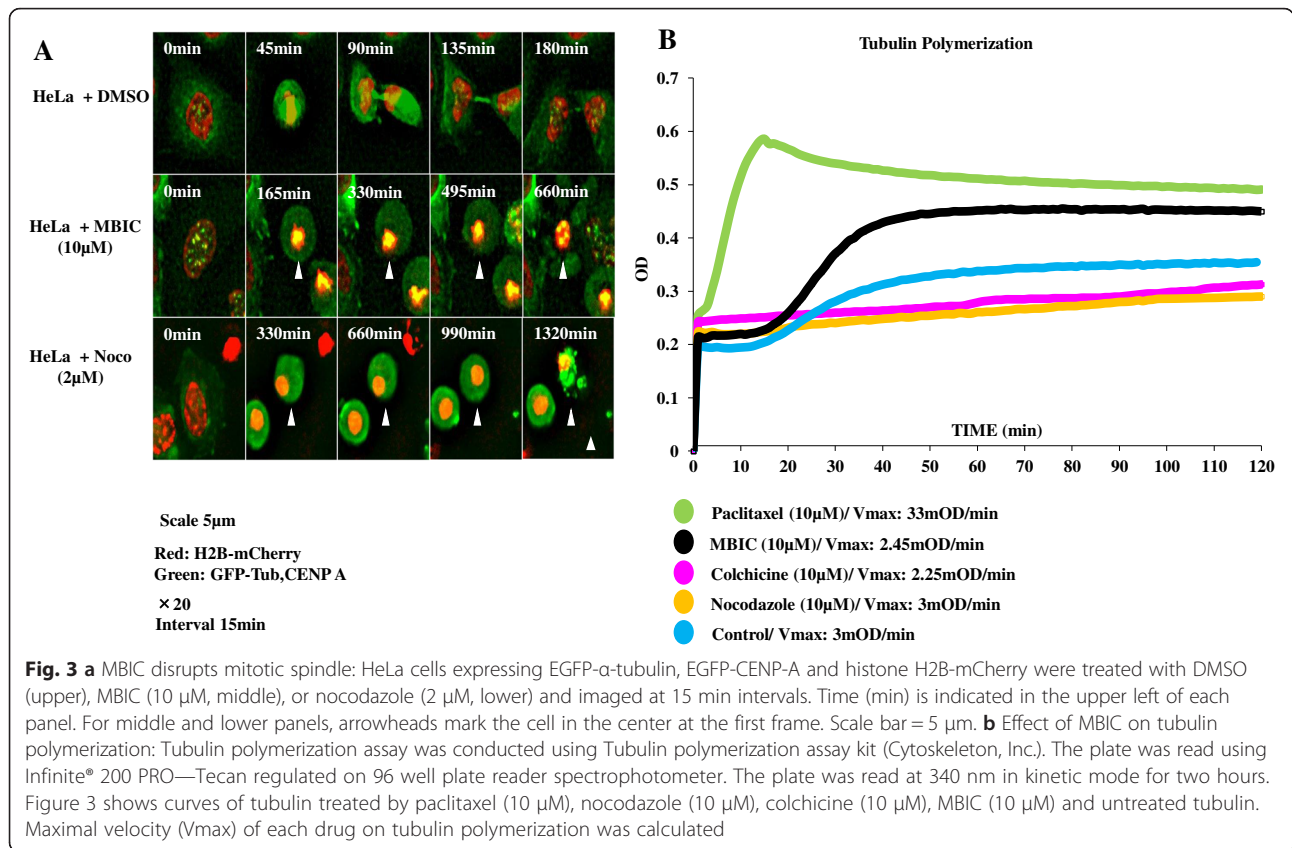 A
HeLa + DMSO
0min 45min 90min 135min 180min
HeLa + MBIC
(10µM)
0min 165min 330min 495min 660min
HeLa + Noco
(2µM)
0min 330min 660min 990min 1320min
Scale 5µm
Red: H2B-mCherry
Green: GFP-Tub,CENP A
×20
Interval 15min
B
Tubulin Polymerization
0.7
0.6
0.5
0.4
0.3
0.2
0.1
0
OD
TIME (min)
0 10 20 30 40 50 60 70 80 90 100 110 120
Paclitaxel (10µM)/ Vmax: 33mOD/min
MBIC (10µM)/ Vmax: 2.45mOD/min
Colchicine (10µM)/ Vmax: 2.25mOD/min
Nocodazole (10µM)/ Vmax: 3mOD/min
Control/ Vmax: 3mOD/min
Fig. 3 a MBIC disrupts mitotic spindle: HeLa cells expressing EGFP-α-tubulin, EGFP-CENP-A and histone H2B-mCherry were treated with DMSO
(upper), MBIC (10 μM, middle), or nocodazole (2 μM, lower) and imaged at 15 min intervals. Time (min) is indicated in the upper left of each
panel. For middle and lower panels, arrowheads mark the cell in the center at the first frame. Scale bar = 5 μm. b Effect of MBIC on tubulin
polymerization: Tubulin polymerization assay was conducted using Tubulin polymerization assay kit (Cytoskeleton, Inc.). The plate was read using
Infinite® 200 PRO—Tecan regulated on 96 well plate reader spectrophotometer. The plate was read at 340 nm in kinetic mode for two hours.
Figure 3 shows curves of tubulin treated by paclitaxel (10 μM), nocodazole (10 μM), colchicine (10 μM), MBIC (10 μM) and untreated tubulin.
Maximal velocity (Vmax) of each drug on tubulin polymerization was calculated